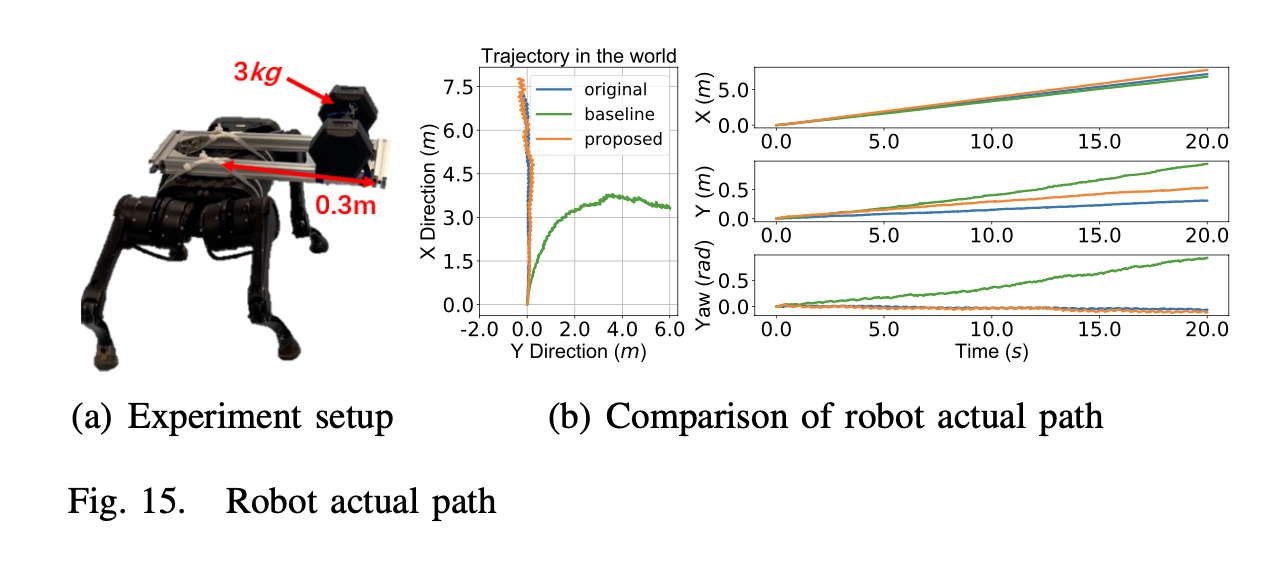 3kg
0.3m
(a) Experiment setup
Trajectory in the world
original
baseline
proposed
X Direction (m)
7.5
6.0
4.5
3.0
1.5
0.0
-2.0 0.0 2.0 4.0 6.0
Y Direction (m)
X (m)
5.0
0.0
0.0 5.0 10.0 15.0 20.0
Y (m)
0.5
0.0
0.0 5.0 10.0 15.0 20.0
Yaw (rad)
0.5
0.0
0.0 5.0 10.0 15.0 20.0
Time (s)
(b) Comparison of robot actual path
Fig. 15. Robot actual path